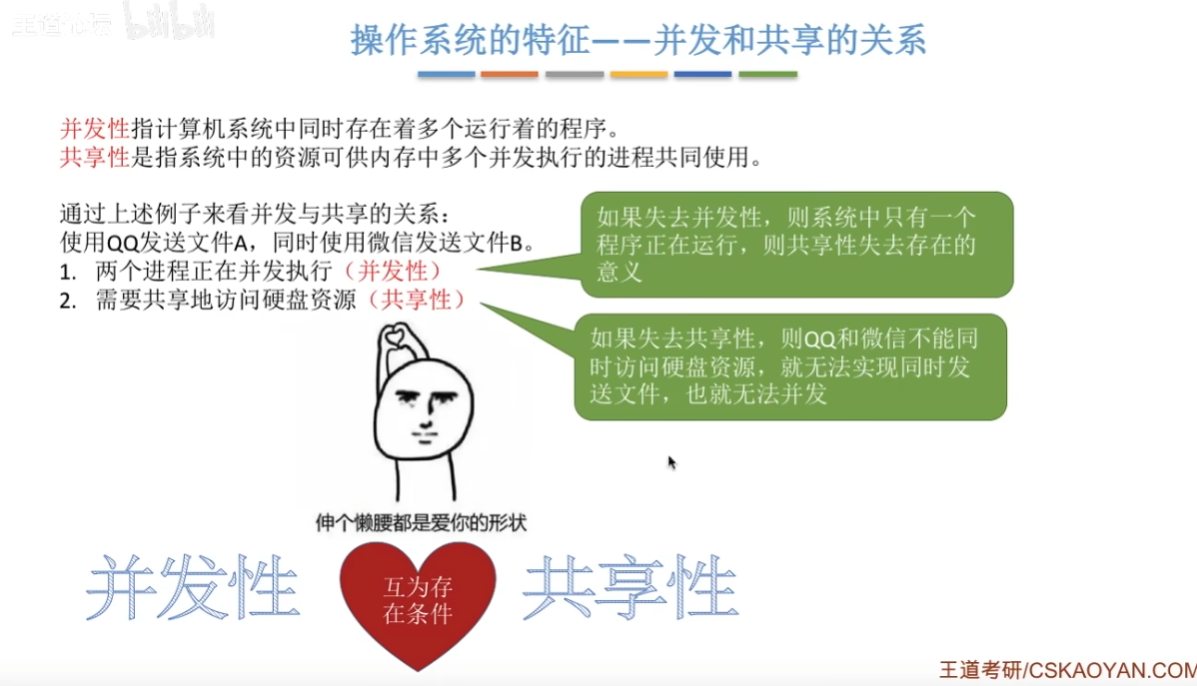 王道论坛 bilibili
操作系统的特征——并发和共享的关系
并发性指计算机系统中同时存在着多个运行着的程序。
共享性是指系统中的资源可供内存中多个并发执行的进程共同使用。
通过上述例子来看并发与共享的关系：
使用QQ发送文件A，同时使用微信发送文件B。
1. 两个进程正在并发执行（并发性）
2. 需要共享地访问硬盘资源（共享性）
如果失去并发性，则系统中只有一个
程序正在运行，则共享性失去存在的
意义
如果失去共享性，则QQ和微信不能同
时访问硬盘资源，就无法实现同时发
送文件，也就无法并发
伸个懒腰都是爱你的形状
并发性
互为存
在条件
共享性
王道考研/CSKAOYAN.COM